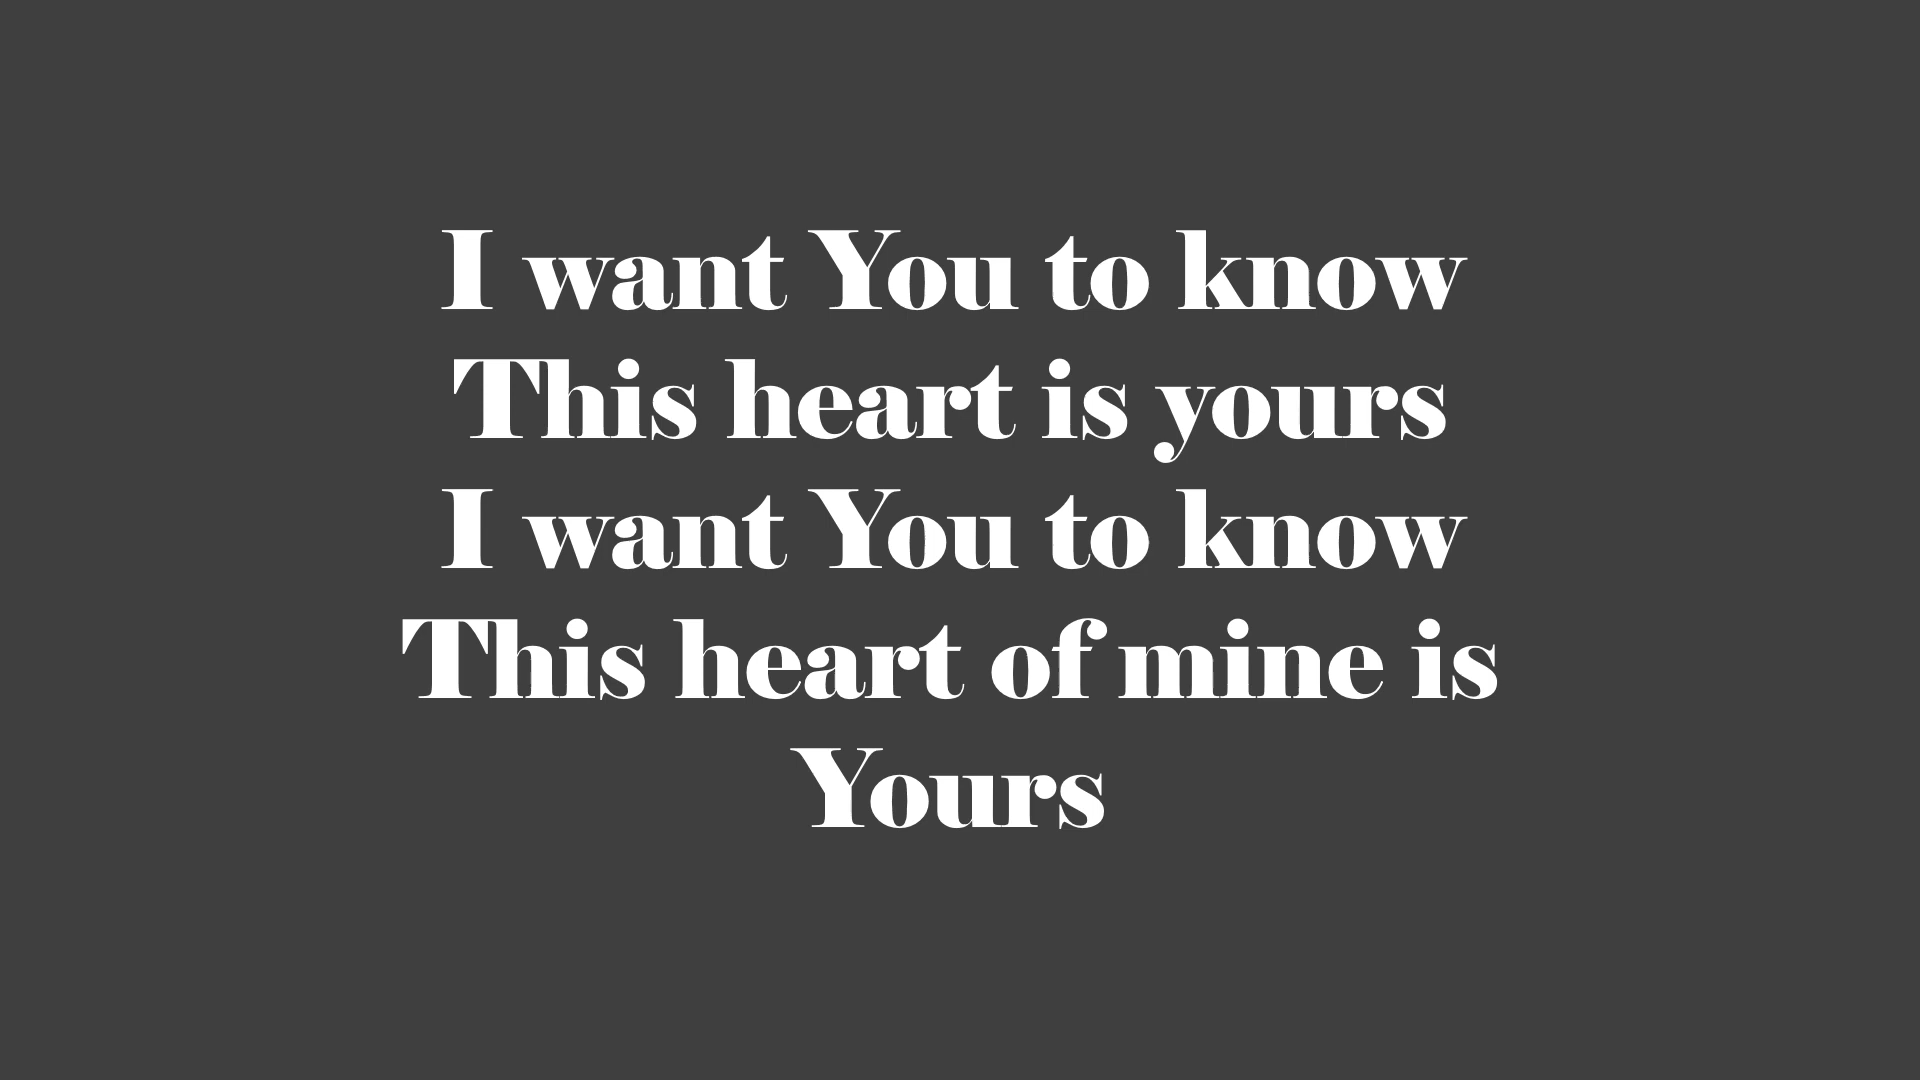 I want You to know
This heart is yours
I want You to know
This heart of mine is
Yours